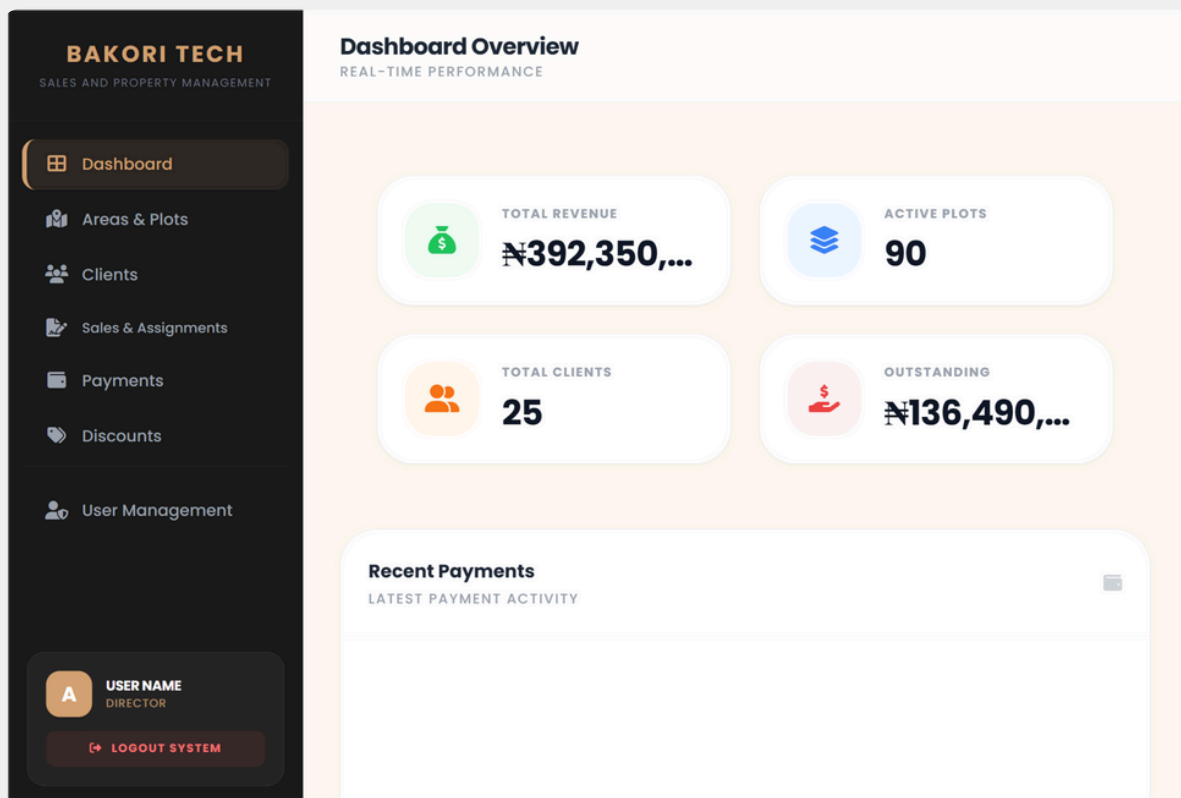 BAKORI TECH
SALES AND PROPERTY MANAGEMENT
Dashboard
Areas & Plots
Clients
Sales & Assignments
Payments
Discounts
User Management
A
USER NAME
DIRECTOR
LOGOUT SYSTEM
Dashboard Overview
REAL-TIME PERFORMANCE
TOTAL REVENUE
₦392,350,...
ACTIVE PLOTS
90
TOTAL CLIENTS
25
OUTSTANDING
₦136,490,...
Recent Payments
LATEST PAYMENT ACTIVITY